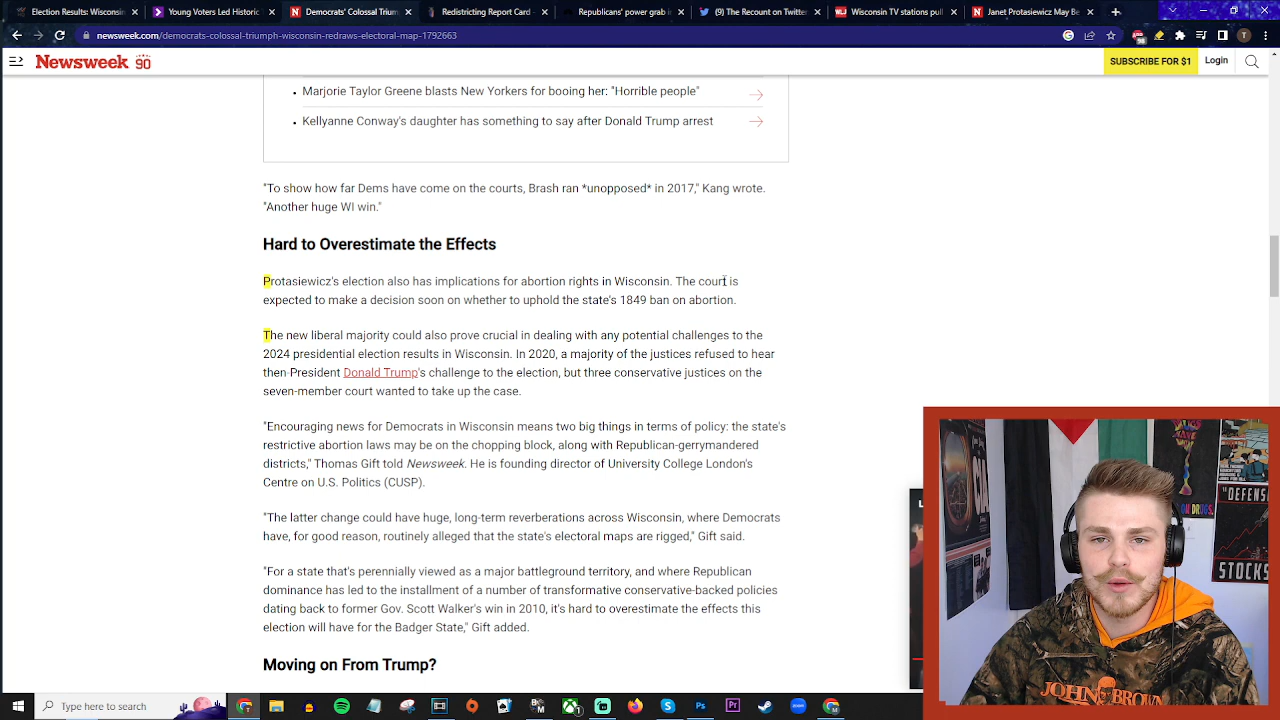 Election Results: Wisconsin
Young Voters Led Historic
Democrats' Colossal Trium
Redistricting Report Card
Republicans' power grab i
(9) The Recount on Twitter
Wisconsin TV stations pull
Janet Protasiewicz May Be
newsweek.com/democrats-colossal-triumph-wisconsin-redraws-electoral-map-1792663
Newsweek 90
SUBSCRIBE FOR $1
Login
Marjorie Taylor Greene blasts New Yorkers for booing her: "Horrible people"
Kellyanne Conway's daughter has something to say after Donald Trump arrest
"To show how far Dems have come on the courts, Brash ran *unopposed* in 2017," Kang wrote.
"Another huge WI win."
Hard to Overestimate the Effects
Protasiewicz's election also has implications for abortion rights in Wisconsin. The court is
expected to make a decision soon on whether to uphold the state's 1849 ban on abortion.
The new liberal majority could also prove crucial in dealing with any potential challenges to the
2024 presidential election results in Wisconsin. In 2020, a majority of the justices refused to hear
then-President Donald Trump's challenge to the election, but three conservative justices on the
seven-member court wanted to take up the case.
"Encouraging news for Democrats in Wisconsin means two big things in terms of policy: the state's
restrictive abortion laws may be on the chopping block, along with Republican-gerrymandered
districts," Thomas Gift told Newsweek. He is founding director of University College London's
Centre on U.S. Politics (CUSP).
"The latter change could have huge, long-term reverberations across Wisconsin, where Democrats
have, for good reason, routinely alleged that the state's electoral maps are rigged," Gift said.
"For a state that's perennially viewed as a major battleground territory, and where Republican
dominance has led to the installment of a number of transformative conservative-backed policies
dating back to former Gov. Scott Walker's win in 2010, it's hard to overestimate the effects this
election will have for the Badger State," Gift added.
Moving on From Trump?
CIA
"DEFENS
STOCKS
JOHN BROWN
Type here to search